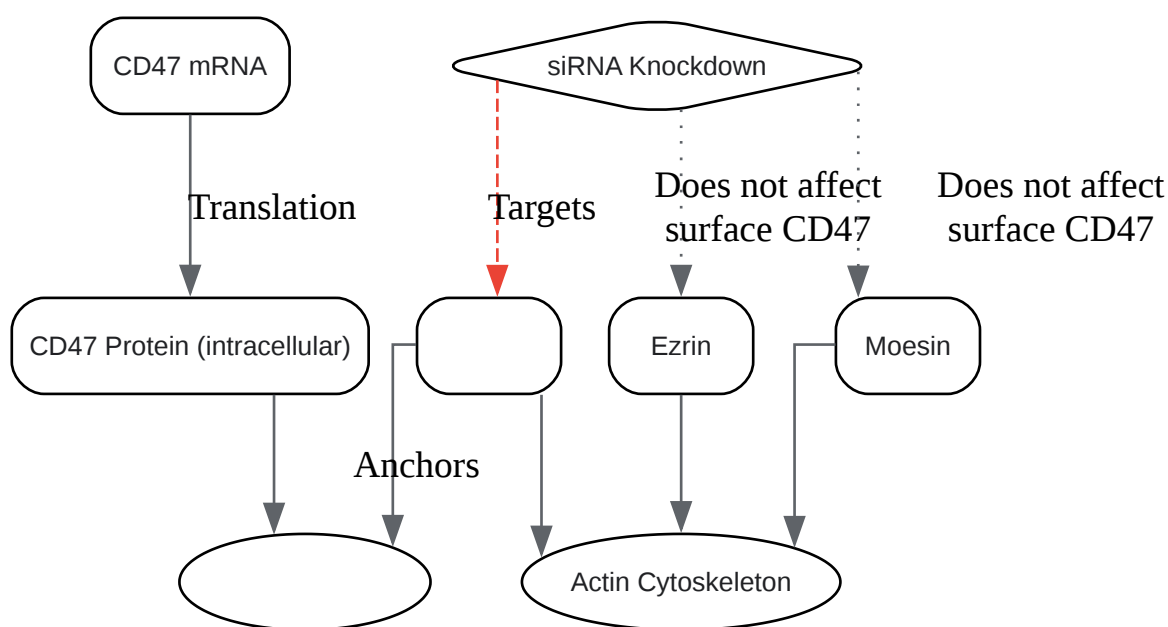 CD47 mRNA
siRNA Knockdown
Translation
Targets
Does not affect
surface CD47
Does not affect
surface CD47
CD47 Protein (intracellular)
Ezrin
Moesin
Anchors
Actin Cytoskeleton